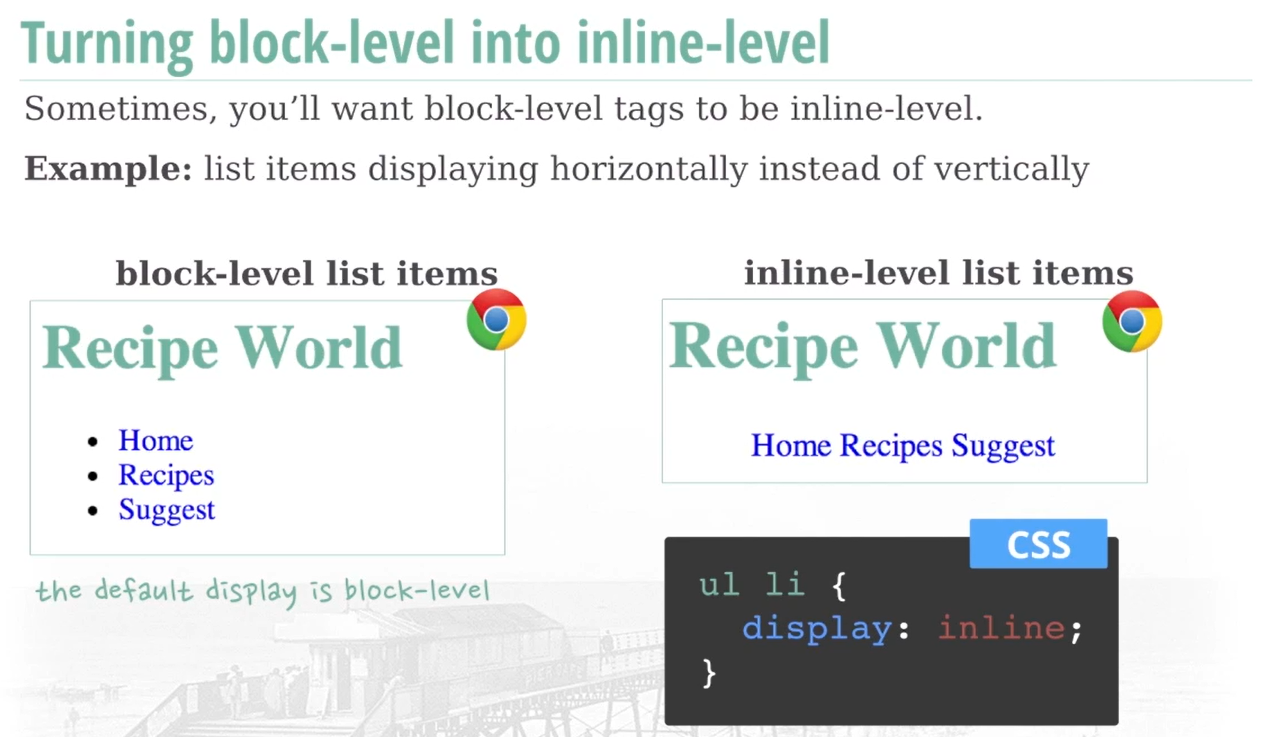 Turning block-level into inline-level
Sometimes, you’ll want block-level tags to be inline-level.
Example: list items displaying horizontally instead of vertically
block-level list items
Recipe World
• Home
• Recipes
• Suggest
the default display is block-level
inline-level list items
Recipe World
Home Recipes Suggest
CSS
ul li {
display: inline;
}